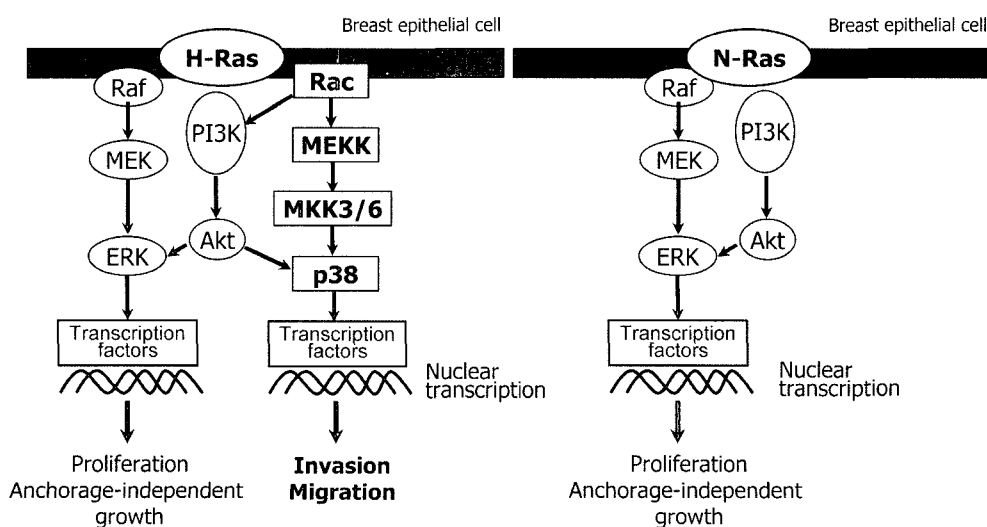 Breast epithelial cell
H-Ras
Raf
Rac
PI3K
MEKK
MEK
MKK3/6
Akt
ERK
p38
Transcription
factors
Transcription
factors
Nuclear
transcription
Proliferation
Anchorage-independent
growth
Invasion
Migration
Breast epithelial cell
N-Ras
Raf
PI3K
MEK
Akt
ERK
Transcription
factors
Nuclear
transcription
Proliferation
Anchorage-independent
growth